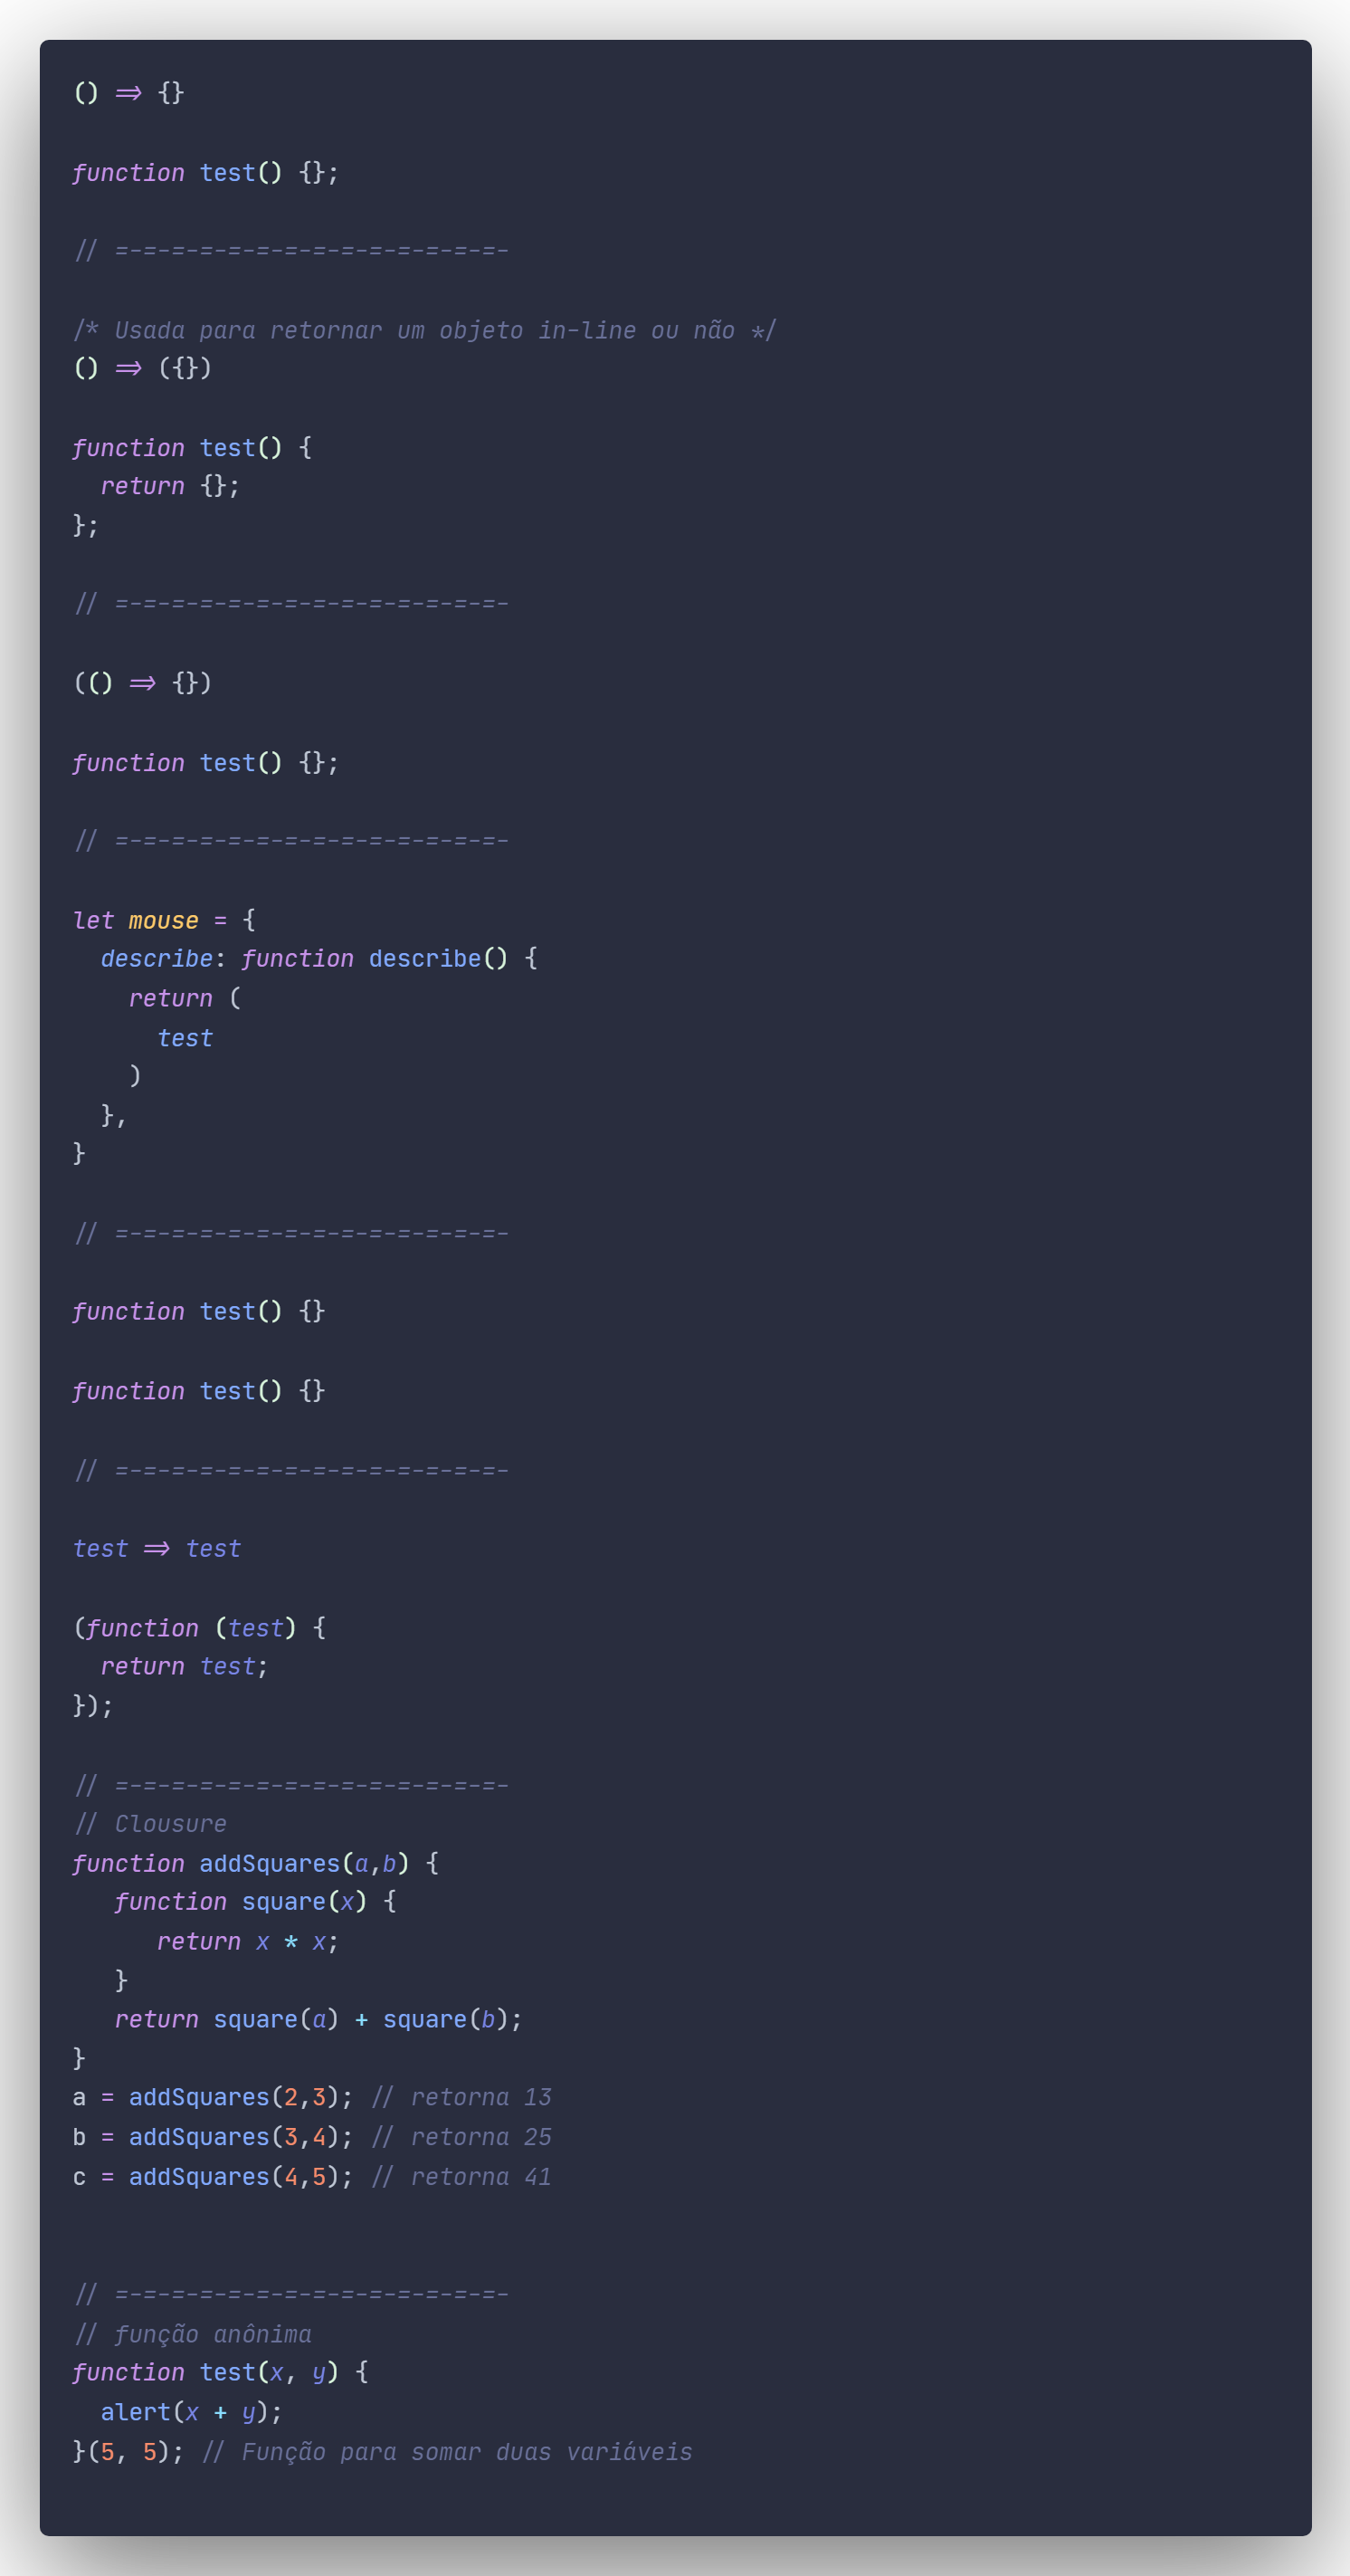 () => {}
function test() {};
// =-=-=-=-=-=-=-=-=-=-=-=-=-=-
/* Usada para retornar um objeto in-line ou não */
() => ({})
function test() {
  return {};
};
// =-=-=-=-=-=-=-=-=-=-=-=-=-=-
(() => {})
function test() {};
// =-=-=-=-=-=-=-=-=-=-=-=-=-=-
let mouse = {
  describe: function describe() {
    return (
      test
    )
  },
}
// =-=-=-=-=-=-=-=-=-=-=-=-=-=-
function test() {}
function test() {}
// =-=-=-=-=-=-=-=-=-=-=-=-=-=-
test => test
(function (test) {
  return test;
});
// =-=-=-=-=-=-=-=-=-=-=-=-=-=-
// Clousure
function addSquares(a,b) {
   function square(x) {
      return x * x;
   }
   return square(a) + square(b);
}
a = addSquares(2,3); // retorna 13
b = addSquares(3,4); // retorna 25
c = addSquares(4,5); // retorna 41
// =-=-=-=-=-=-=-=-=-=-=-=-=-=-
// função anônima
function test(x, y) {
  alert(x + y);
}(5, 5); // Função para somar duas variáveis